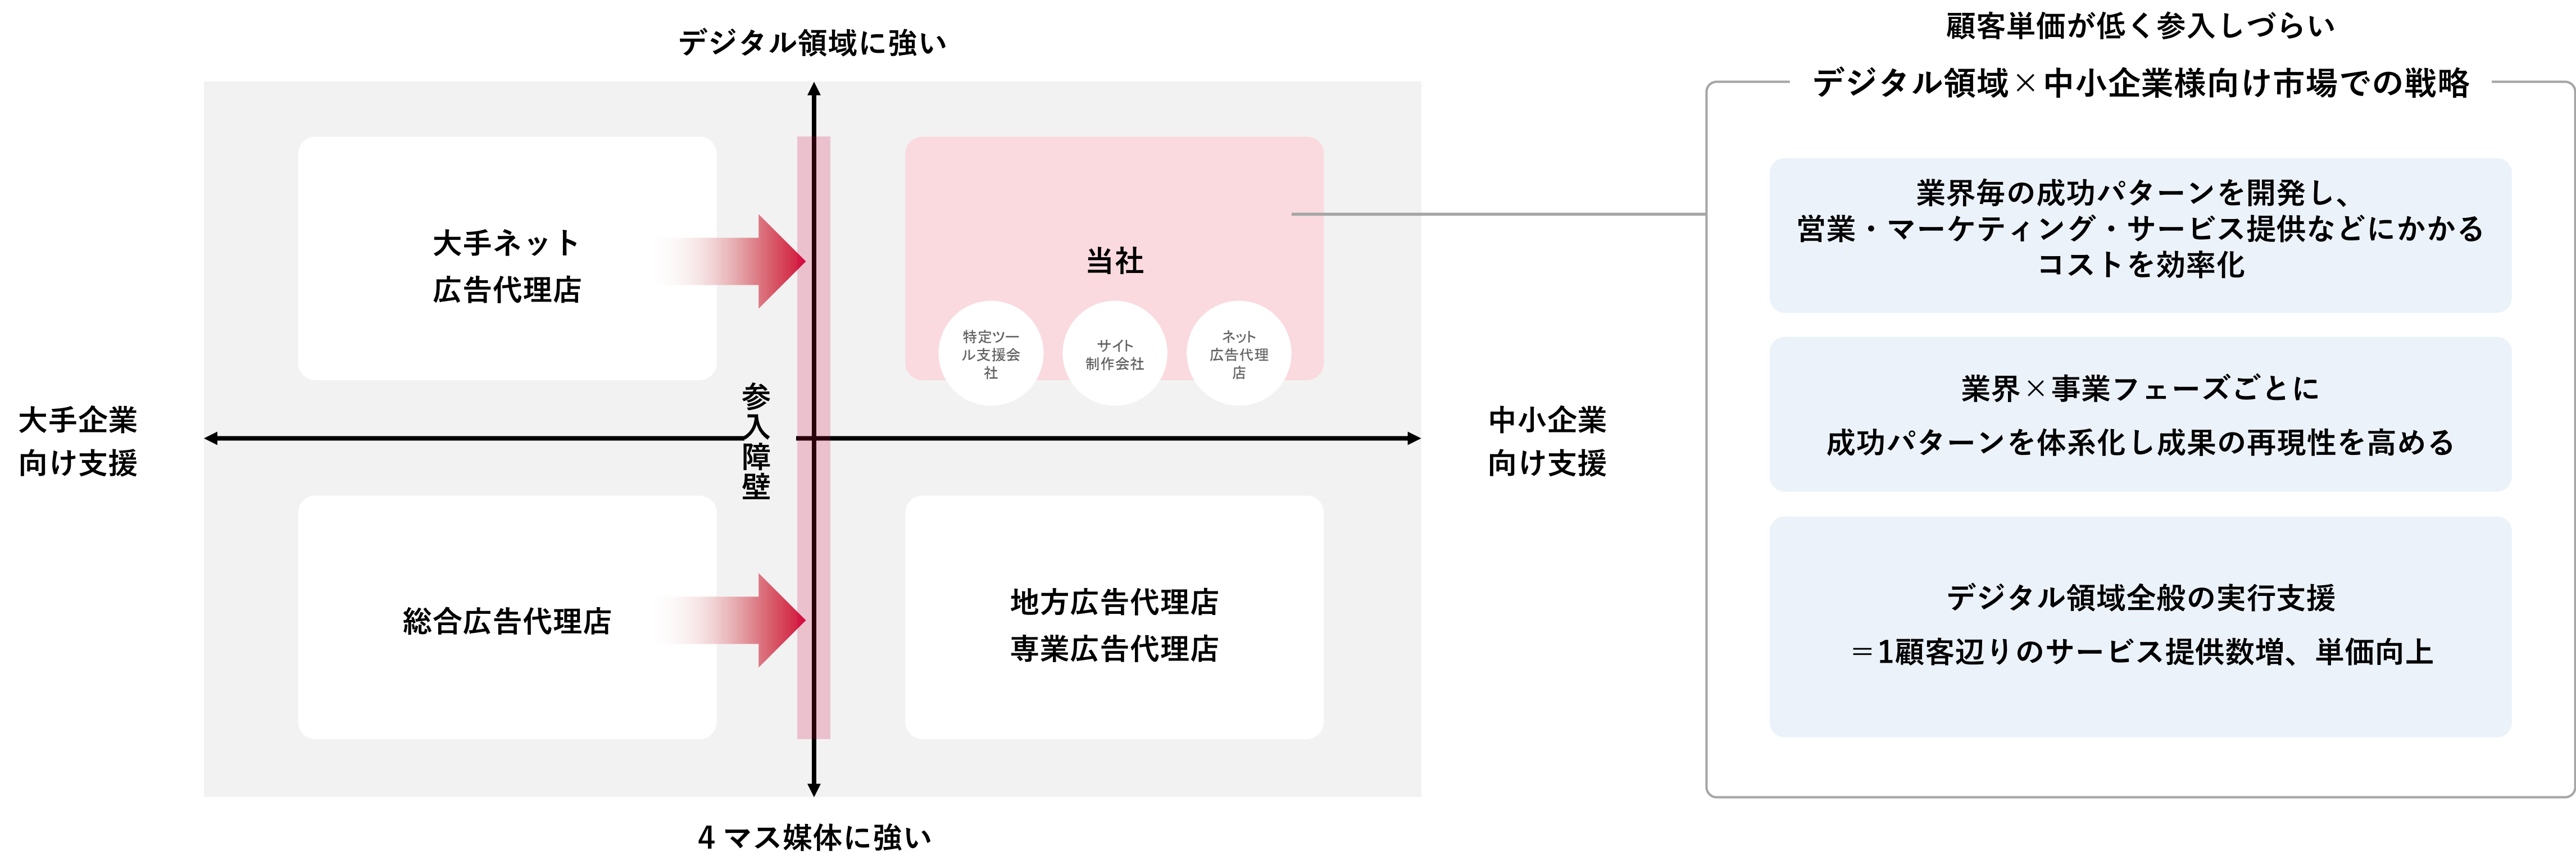 デジタル領域に強い
大手ネット
広告代理店
当社
特定ツー
ル支援会
社
サイト
制作会社
ネット
広告代理
店
大手企業
向け支援
参入障壁
中小企業
向け支援
総合広告代理店
地方広告代理店
専業広告代理店
4 マス媒体に強い
顧客単価が低く参入しづらい
デジタル領域×中小企業様向け市場での戦略
業界毎の成功パターンを開発し、
営業・マーケティング・サービス提供などにかかる
コストを効率化
業界×事業フェーズごとに
成功パターンを体系化し成果の再現性を高める
デジタル領域全般の実行支援
＝1顧客辺りのサービス提供数増、単価向上